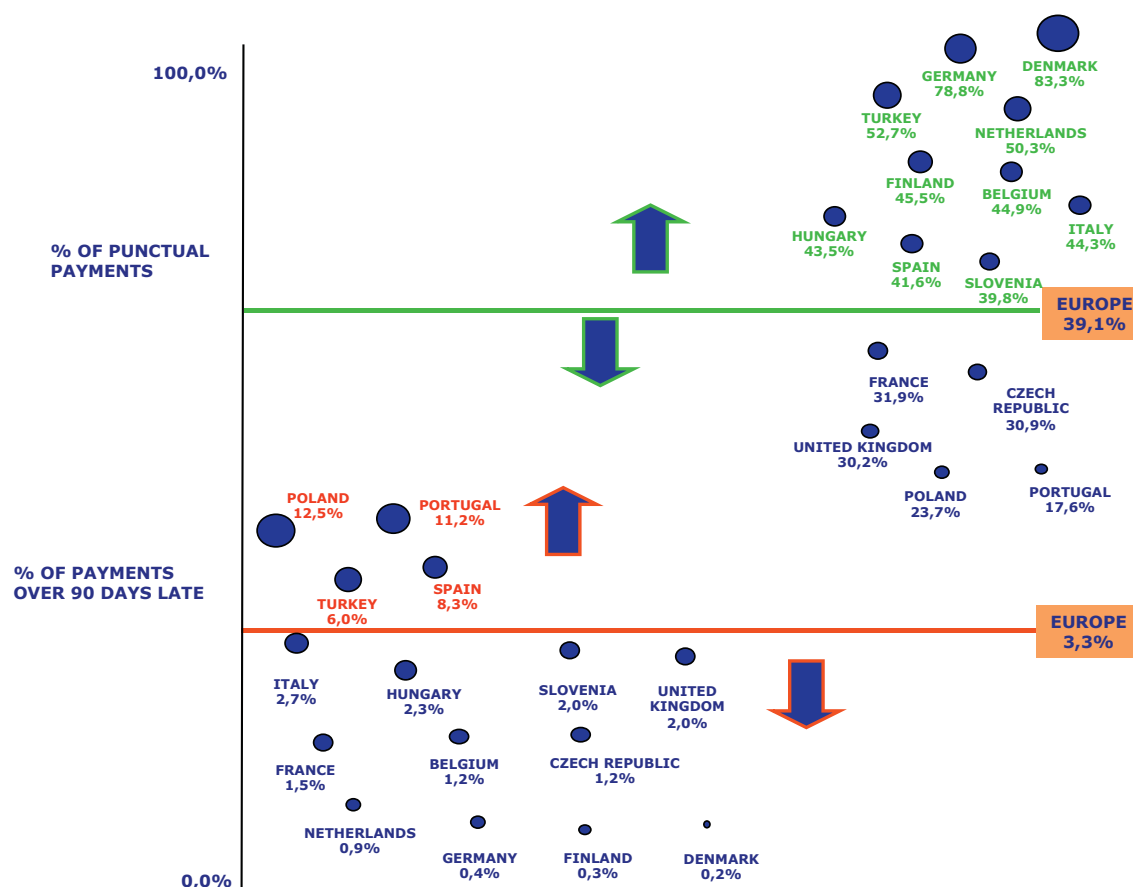 100,0%
DENMARK
83,3%
GERMANY
78,8%
TURKEY
52,7%
NETHERLANDS
50,3%
FINLAND
45,5%
BELGIUM
44,9%
ITALY
44,3%
HUNGARY
43,5%
SPAIN
41,6%
SLOVENIA
39,8%
% OF PUNCTUAL
PAYMENTS
EUROPE
39,1%
FRANCE
31,9%
CZECH
REPUBLIC
30,9%
UNITED KINGDOM
30,2%
POLAND
23,7%
PORTUGAL
17,6%
POLAND
12,5%
PORTUGAL
11,2%
% OF PAYMENTS
OVER 90 DAYS LATE
TURKEY
6,0%
SPAIN
8,3%
EUROPE
3,3%
ITALY
2,7%
HUNGARY
2,3%
SLOVENIA
2,0%
UNITED
KINGDOM
2,0%
FRANCE
1,5%
BELGIUM
1,2%
CZECH REPUBLIC
1,2%
NETHERLANDS
0,9%
GERMANY
0,4%
FINLAND
0,3%
DENMARK
0,2%
0,0%